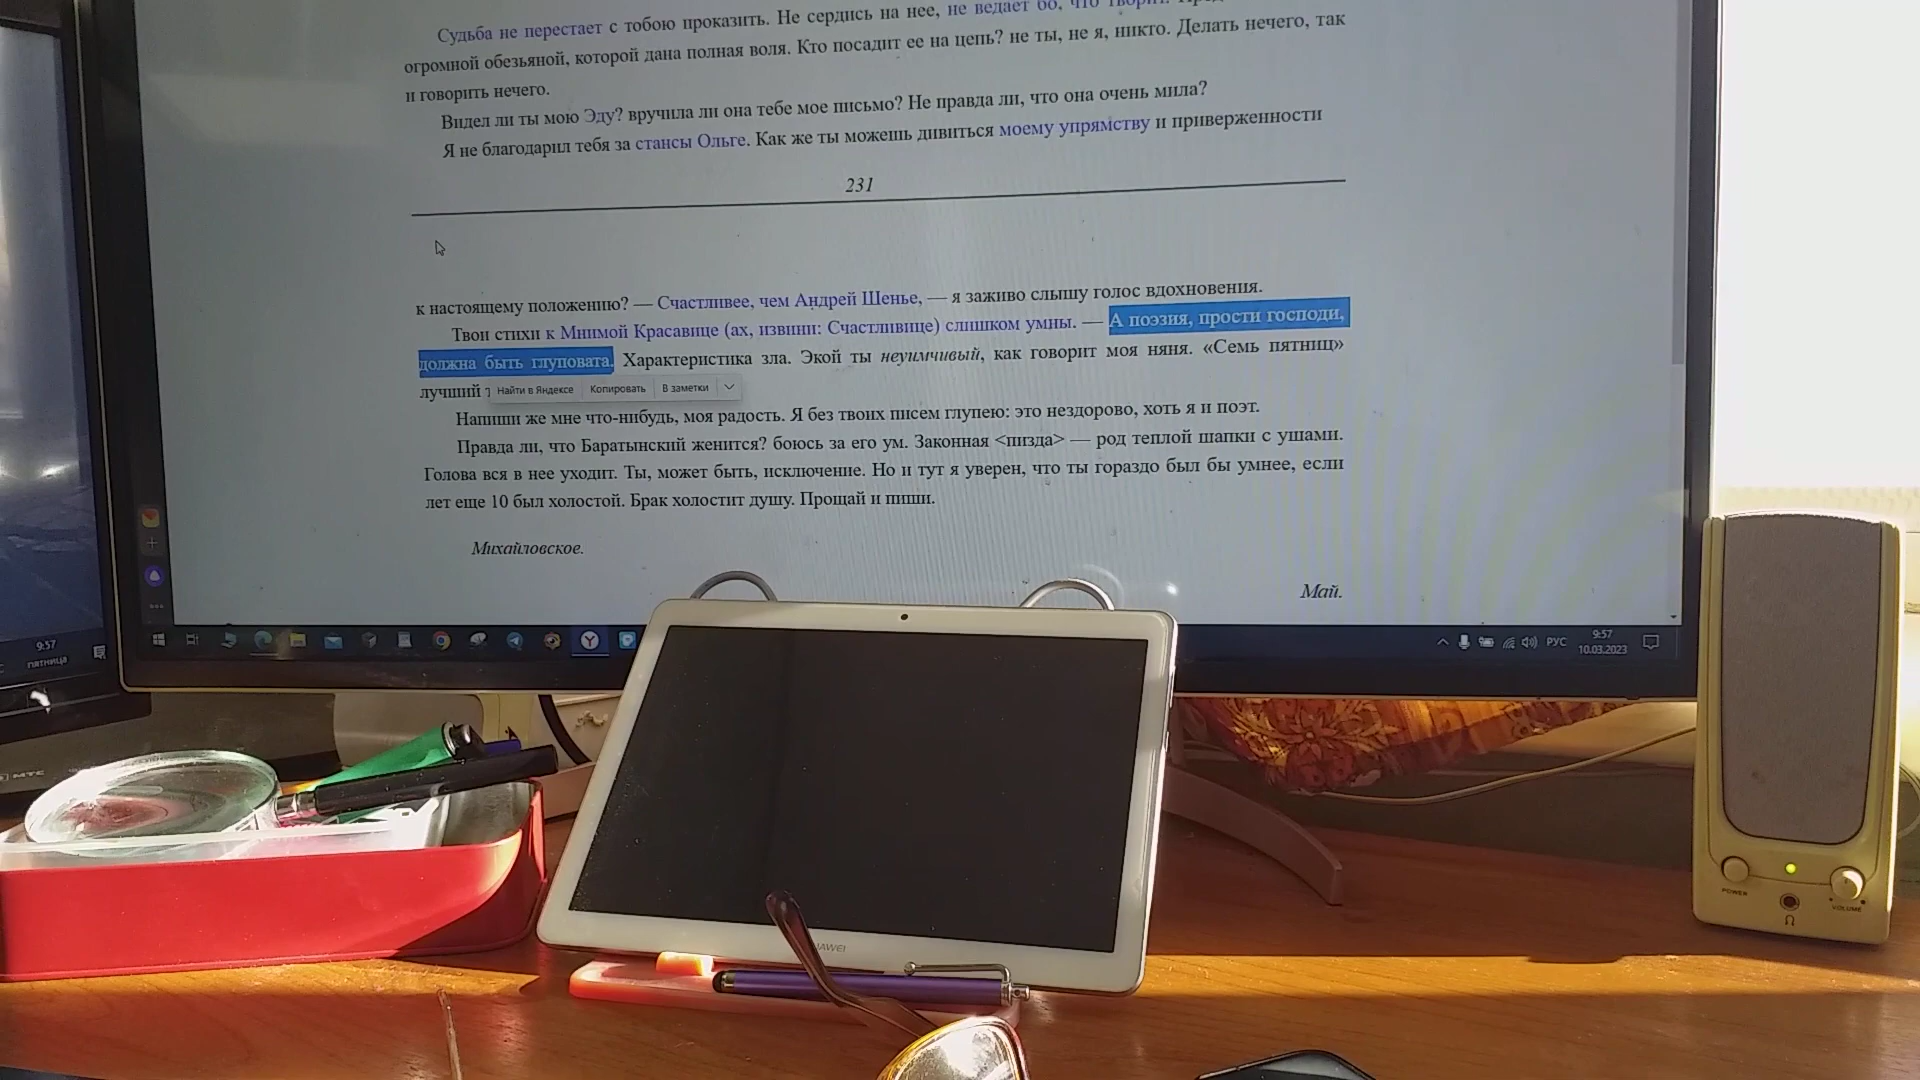 Судьба не перестает с тобою проказить. Не сердись на нее, не ведает бо, что творит.
огромной обезьяной, которой дана полная воля. Кто посадит ее на цепь? не ты, не я, никто. Делать нечего, так
и говорить нечего.
Видел ли ты мою Эду? вручила ли она тебе мое письмо? Не правда ли, что она очень мила?
Я не благодарил тебя за стансы Ольге. Как же ты можешь дивиться моему упрямству и приверженности
231
к настоящему положению? — Счастливее, чем Андрей Шенье, — я заживо слышу голос вдохновения.
Твои стихи к Мнимой Красавице (ах, извини: Счастливице) слишком умны. — А поэзия, прости господи,
должна быть глуповата. Характеристика зла. Экой ты неуимчивый, как говорит моя няня. «Семь пятниц»
лучший
Найти в Яндексе Копировать В заметки
Напиши же мне что-нибудь, моя радость. Я без твоих писем глупею: это нездорово, хоть я и поэт.
Правда ли, что Баратынский женится? боюсь за его ум. Законная <пизда> — род теплой шапки с ушами.
Голова вся в нее уходит. Ты, может быть, исключение. Но и тут я уверен, что ты гораздо был бы умнее, если
лет еще 10 был холостой. Брак холостит душу. Прощай и пиши.
Михайловское.
Май.
9:57
пятница
РУС
9:57
10.03.2023
МТС
HUAWEI
POWER
VOLUME